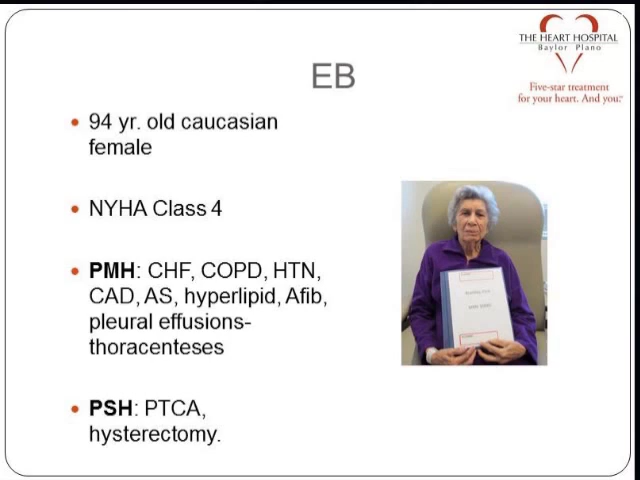 THE HEART HOSPITAL
Baylor Plano
Five-star treatment
for your heart. And you.
EB
• 94 yr. old caucasian
female
• NYHA Class 4
• PMH: CHF, COPD, HTN,
CAD, AS, hyperlipid, Afib,
pleural effusions-
thoracenteses
• PSH: PTCA,
hysterectomy.